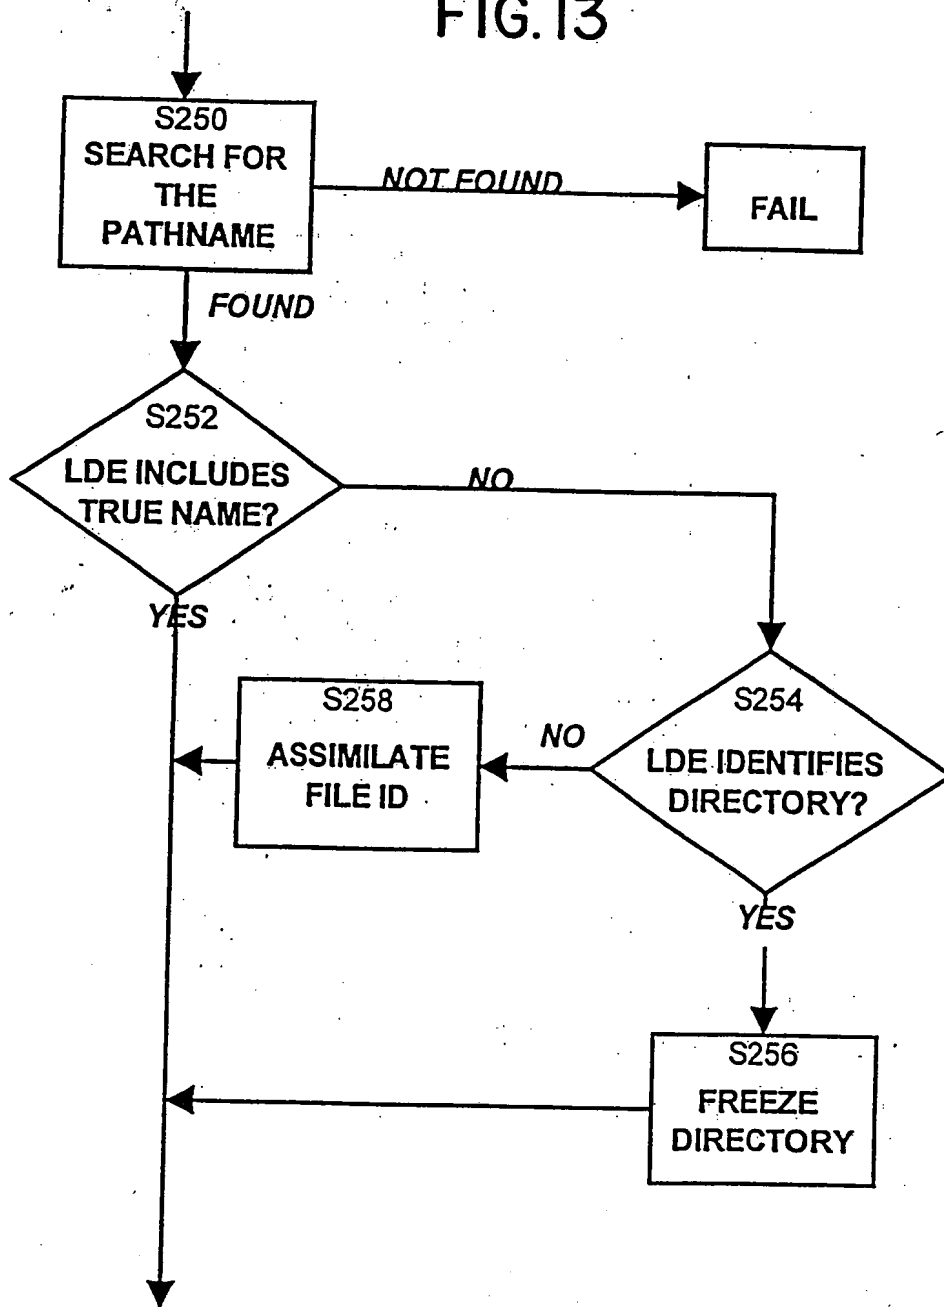 FIG. 13
S250
SEARCH FOR
THE
PATHNAME
NOT FOUND
FAIL
FOUND
S252
LDE INCLUDES
TRUE NAME?
NO
YES
S254
LDE IDENTIFIES
DIRECTORY?
NO
S258
ASSIMILATE
FILE ID
YES
S256
FREEZE
DIRECTORY